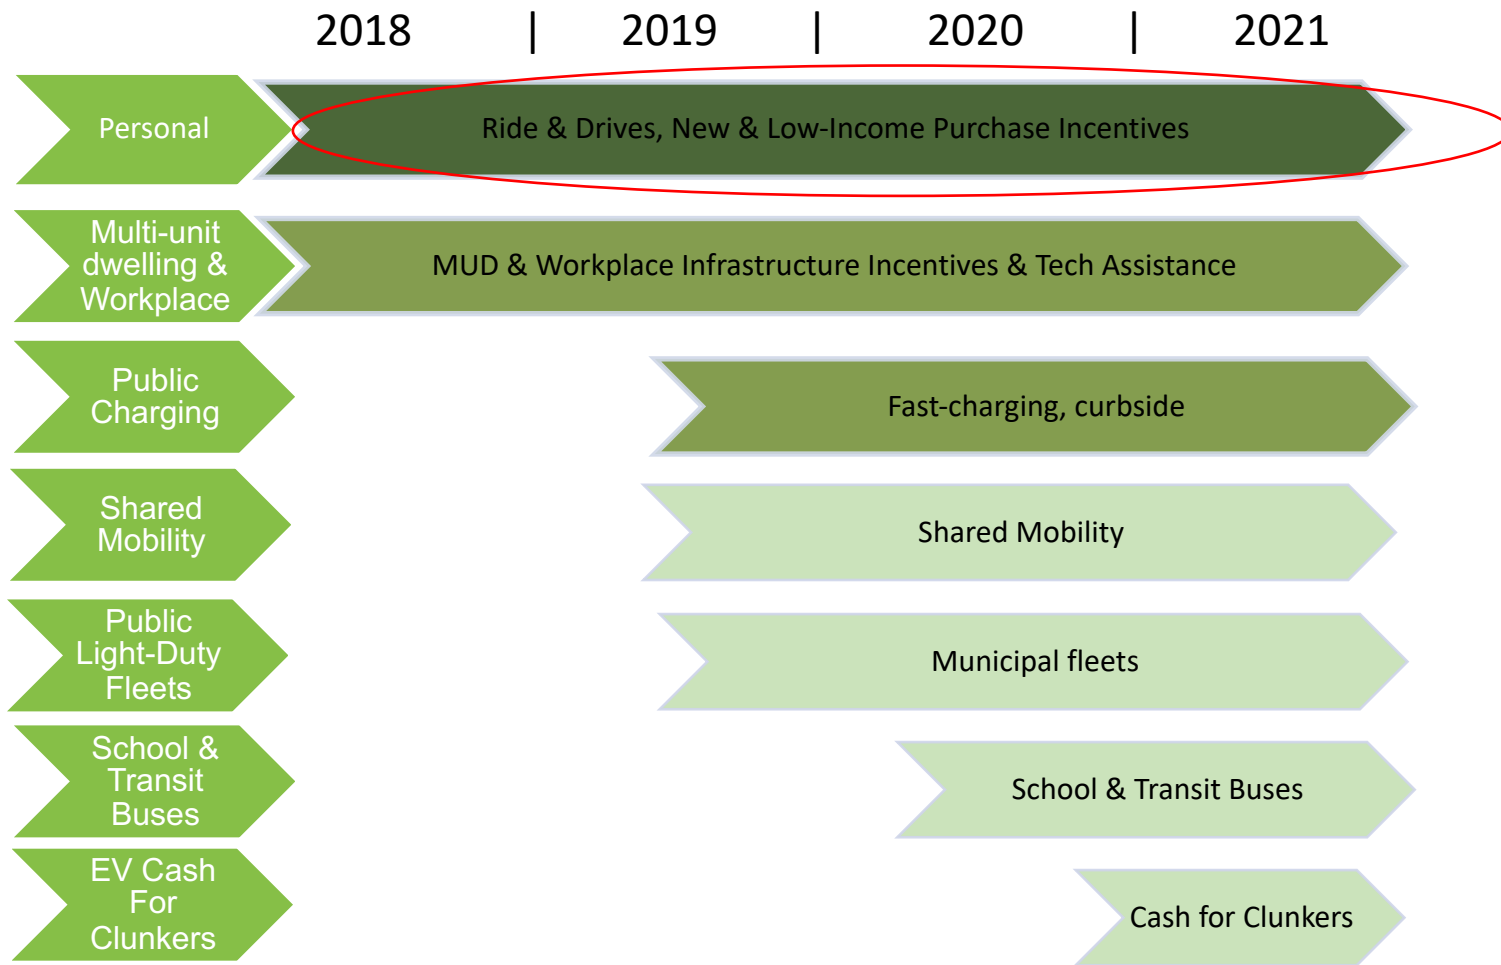 2018 | 2019 | 2020 | 2021
Personal
Ride & Drives, New & Low-Income Purchase Incentives
Multi-unit
dwelling &
Workplace
MUD & Workplace Infrastructure Incentives & Tech Assistance
Public
Charging
Fast-charging, curbside
Shared
Mobility
Shared Mobility
Public
Light-Duty
Fleets
Municipal fleets
School &
Transit
Buses
School & Transit Buses
EV Cash
For
Clunkers
Cash for Clunkers